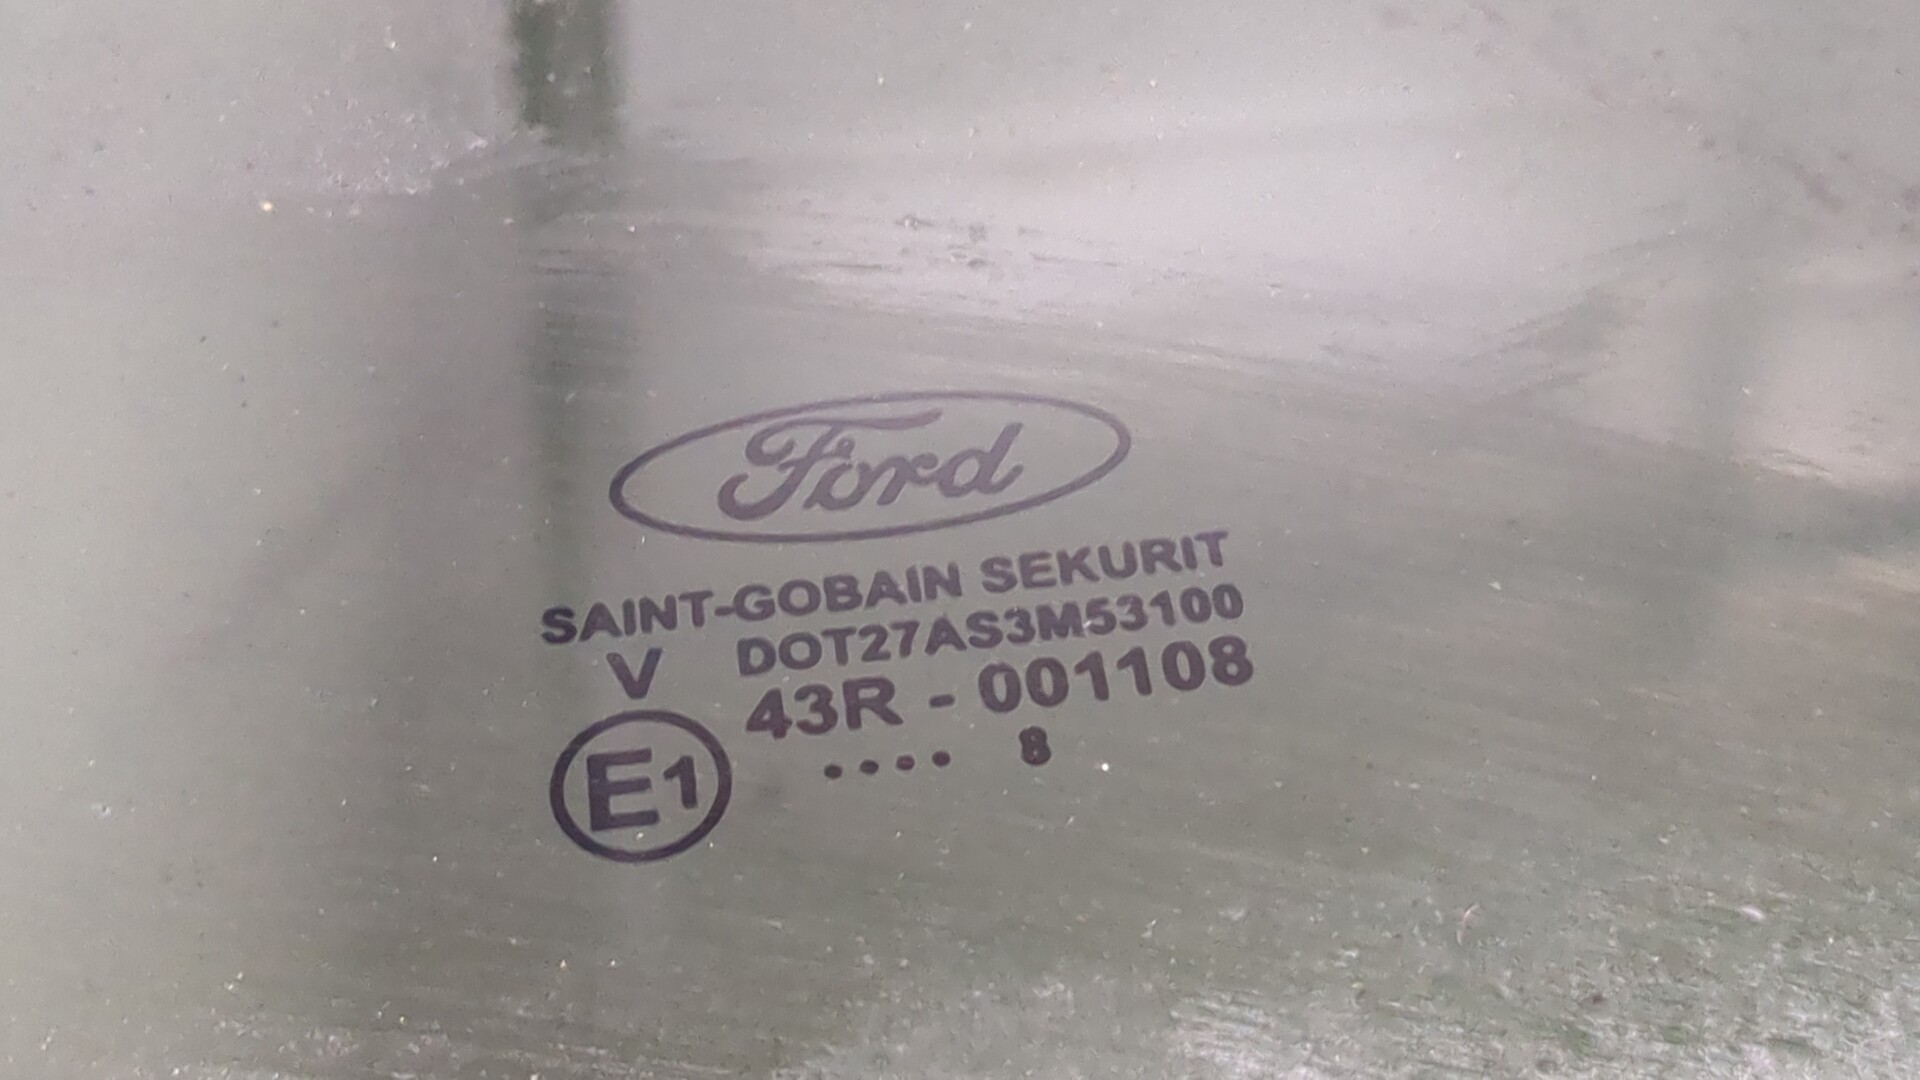 Ford
SAINT-GOBAIN SEKURIT
V DOT27AS3M53100
43R - 001108
E1 .... 8